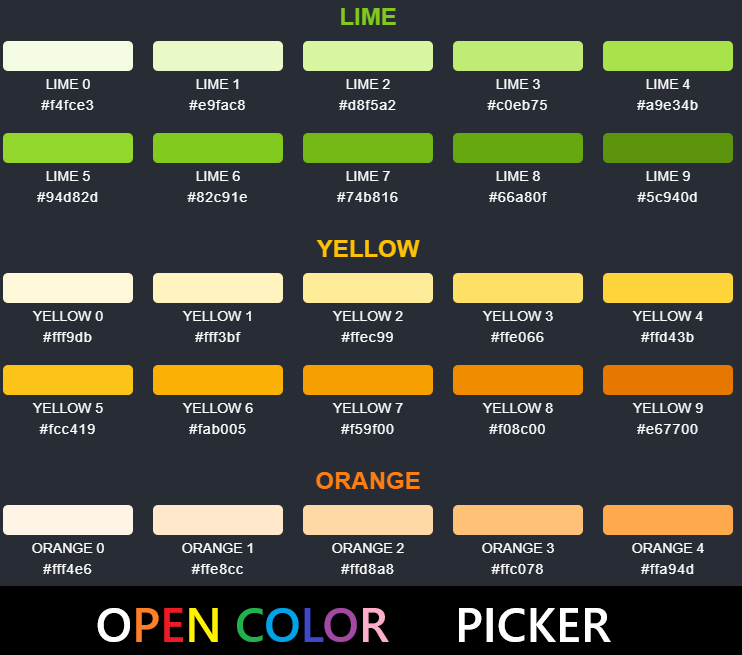 LIME
LIME 0 LIME 1 LIME 2 LIME 3 LIME 4
#f4fce3 #e9fac8 #d8f5a2 #c0eb75 #a9e34b
LIME 5 LIME 6 LIME 7 LIME 8 LIME 9
#94d82d #82c91e #74b816 #66a80f #5c940d
YELLOW
YELLOW 0 YELLOW 1 YELLOW 2 YELLOW 3 YELLOW 4
#fff9db #fff3bf #ffec99 #ffe066 #ffd43b
YELLOW 5 YELLOW 6 YELLOW 7 YELLOW 8 YELLOW 9
#fcc419 #fab005 #f59f00 #f08c00 #e67700
ORANGE
ORANGE 0 ORANGE 1 ORANGE 2 ORANGE 3 ORANGE 4
#fff4e6 #ffe8cc #ffd8a8 #ffc078 #ffa94d
OPEN COLOR PICKER